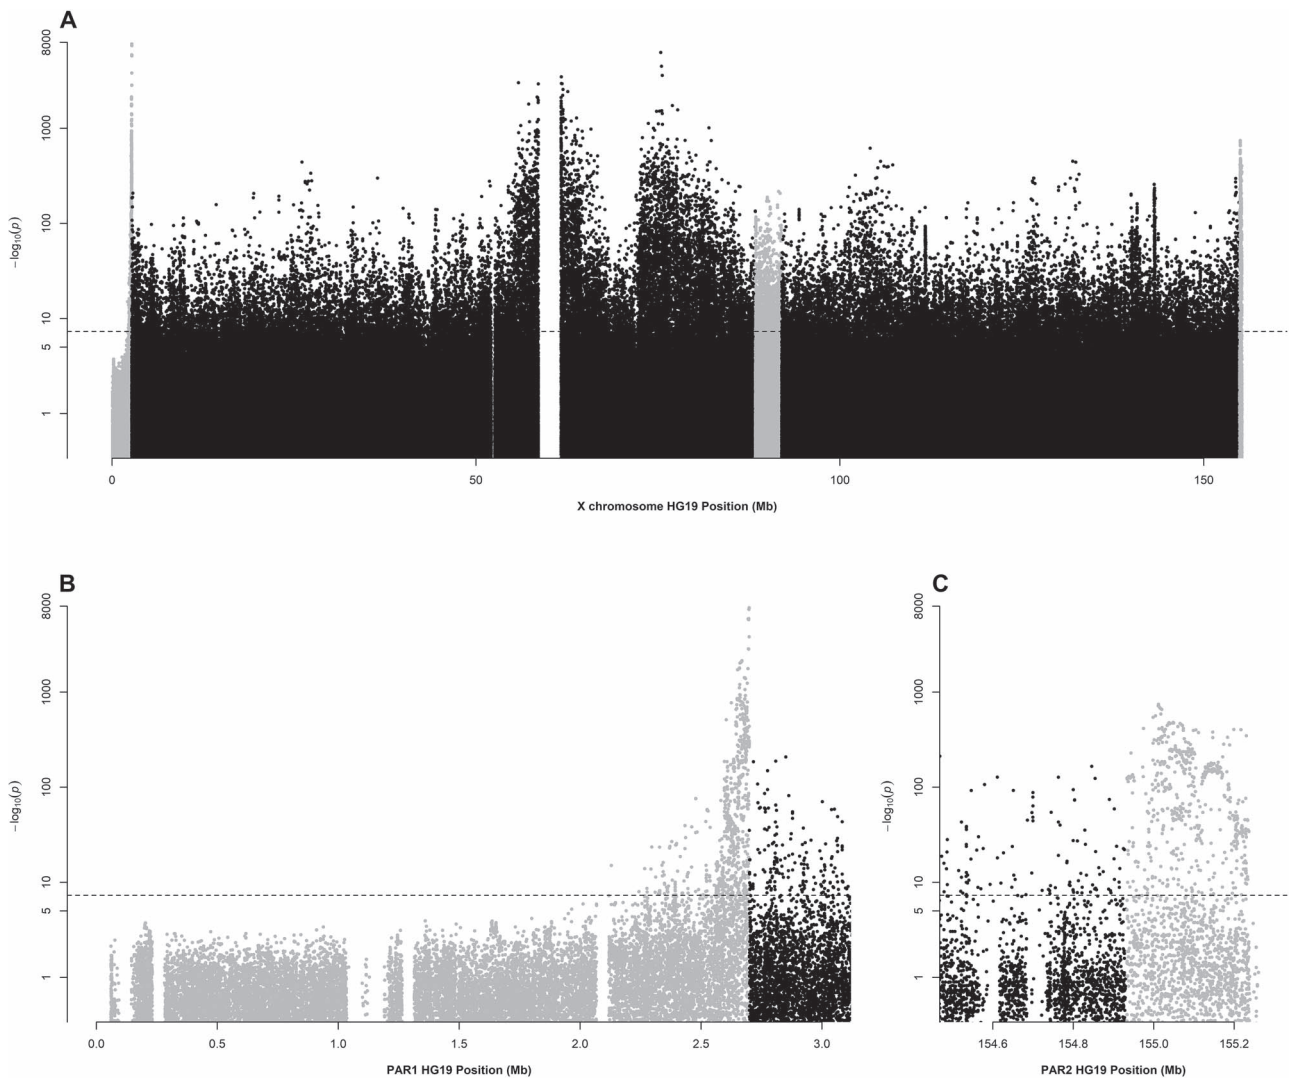 A
8000
1000
100
10
5
1
−log₁₀(p)
0 50 100 150
X chromosome HG19 Position (Mb)
B
8000
1000
100
10
5
1
−log₁₀(p)
0.0 0.5 1.0 1.5 2.0 2.5 3.0
PAR1 HG19 Position (Mb)
C
8000
1000
100
10
5
1
−log₁₀(p)
154.6 154.8 155.0 155.2
PAR2 HG19 Position (Mb)